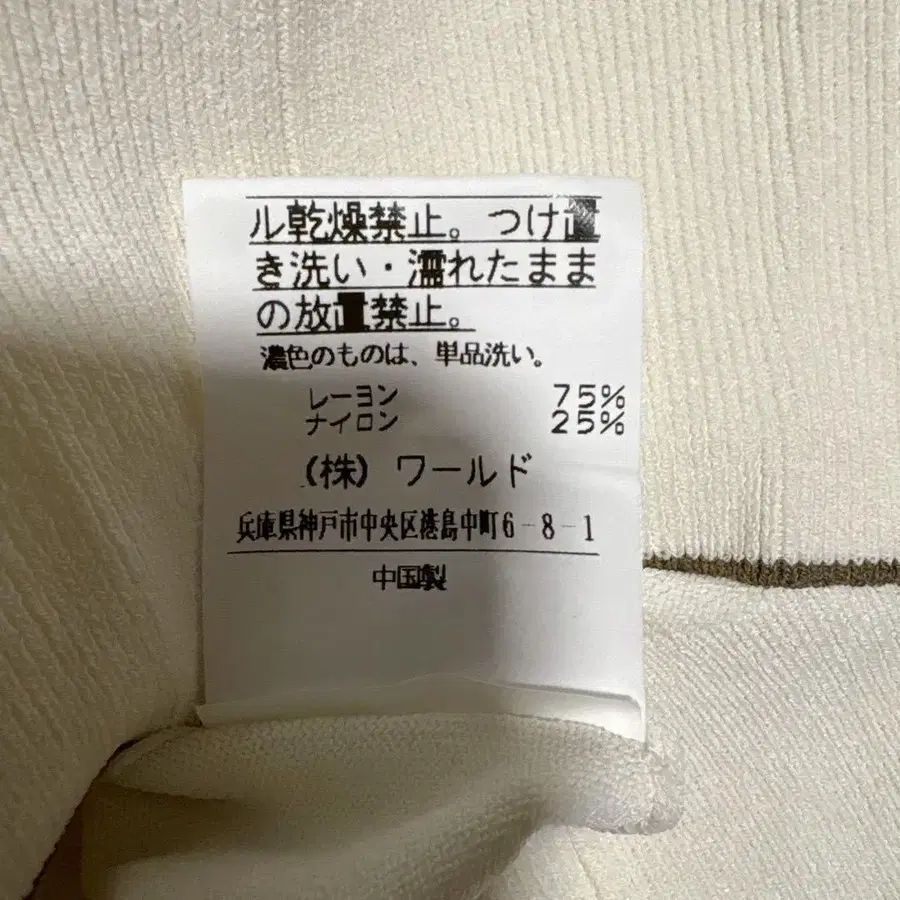 ル乾燥禁止。つけ置
き洗い・濡れたまま
の放置禁止。
濃色のものは、単品洗い。
レーヨン 75%
ナイロン 25%
(株) ワールド
兵庫県神戸市中央区港島中町6-8-1
中国製